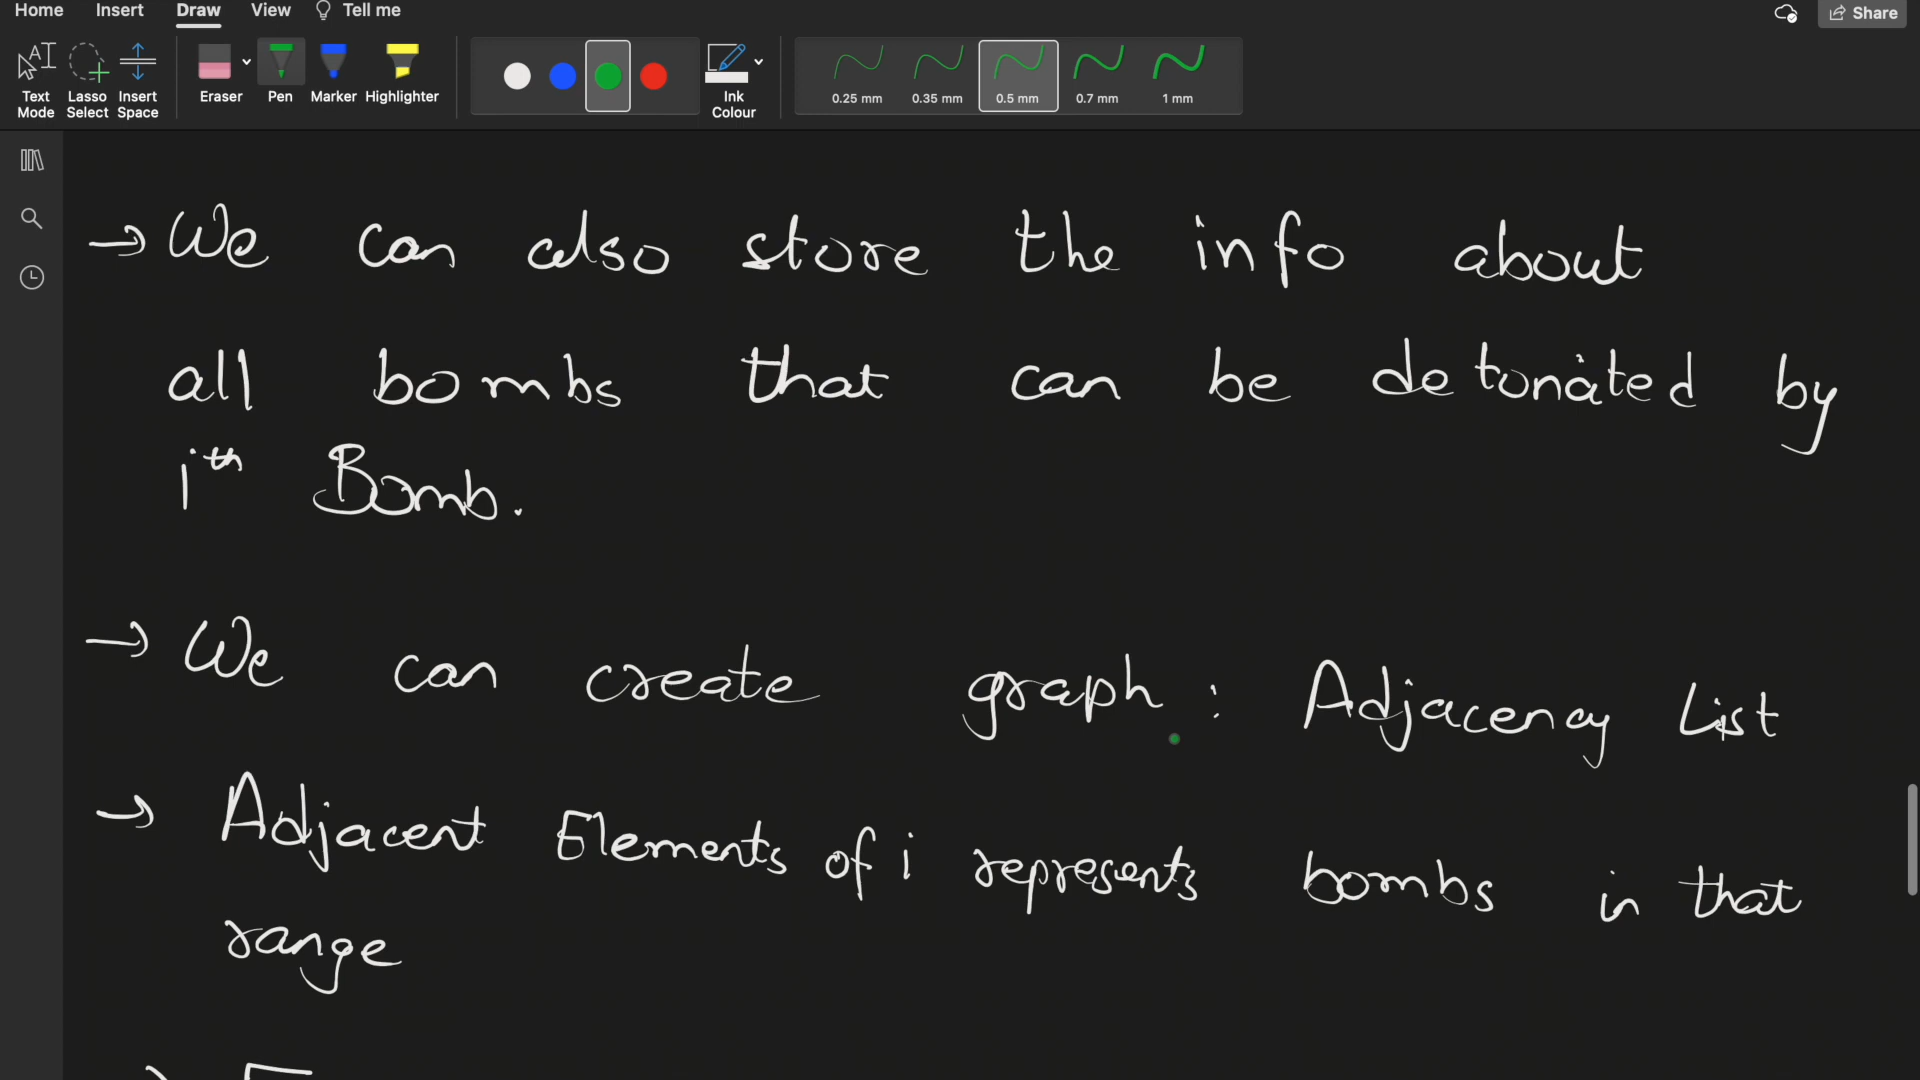 Home Insert Draw View Tell me Share
Text Mode Lasso Select Insert Space Eraser Pen Marker Highlighter Ink Colour 0.25 mm 0.35 mm 0.5 mm 0.7 mm 1 mm
→ We can also store the info about
all bombs that can be detonated by
ith Bomb.
→ We can create graph : Adjacency List
→ Adjacent Elements of i represents bombs in that
range